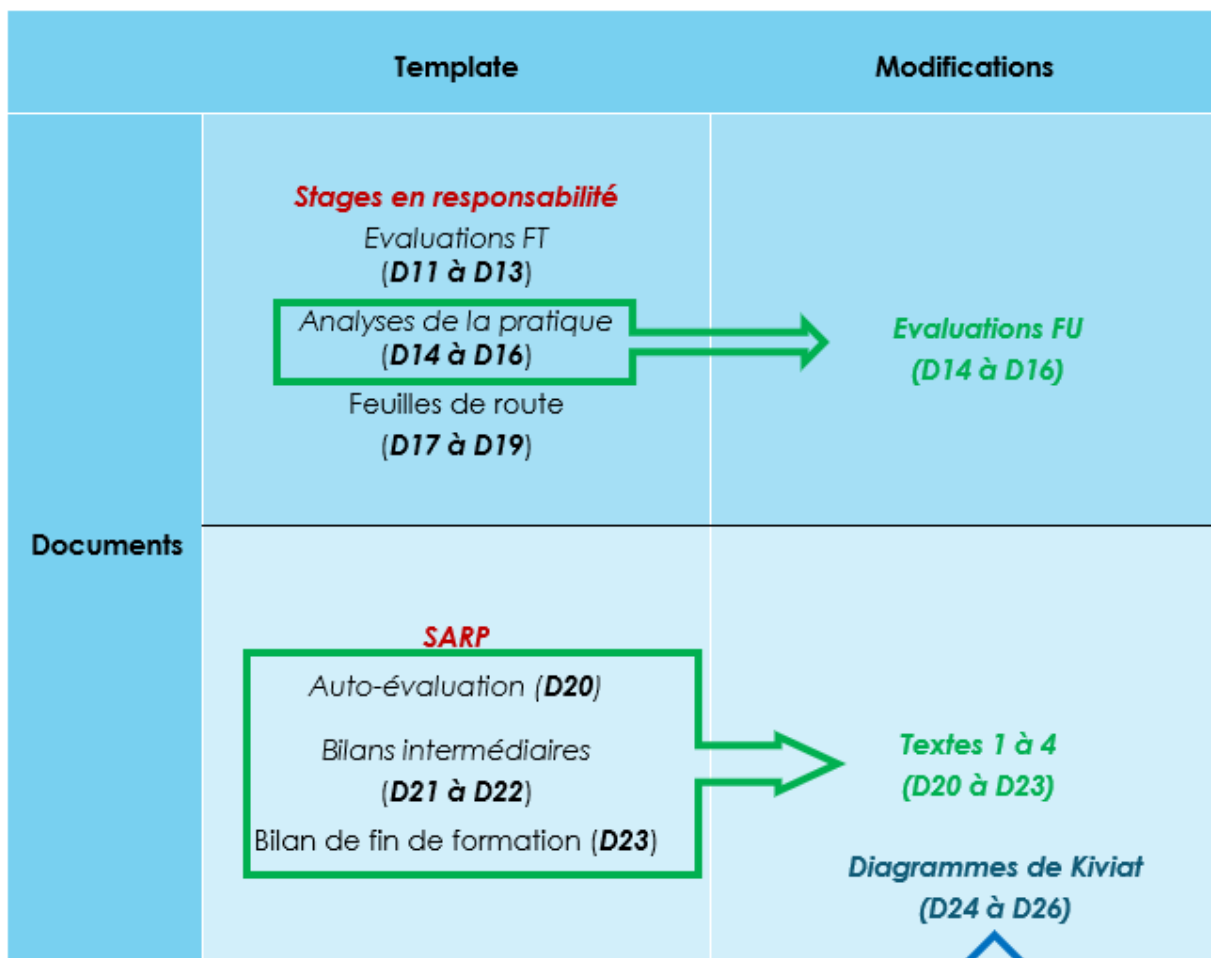 Template
Modifications
Documents
Stages en responsabilité
Evaluations FT
(D11 à D13)
Analyses de la pratique
(D14 à D16)
Feuilles de route
(D17 à D19)
Evaluations FU
(D14 à D16)
SARP
Auto-évaluation (D20)
Bilans intermédiaires
(D21 à D22)
Bilan de fin de formation (D23)
Textes 1 à 4
(D20 à D23)
Diagrammes de Kiviat
(D24 à D26)